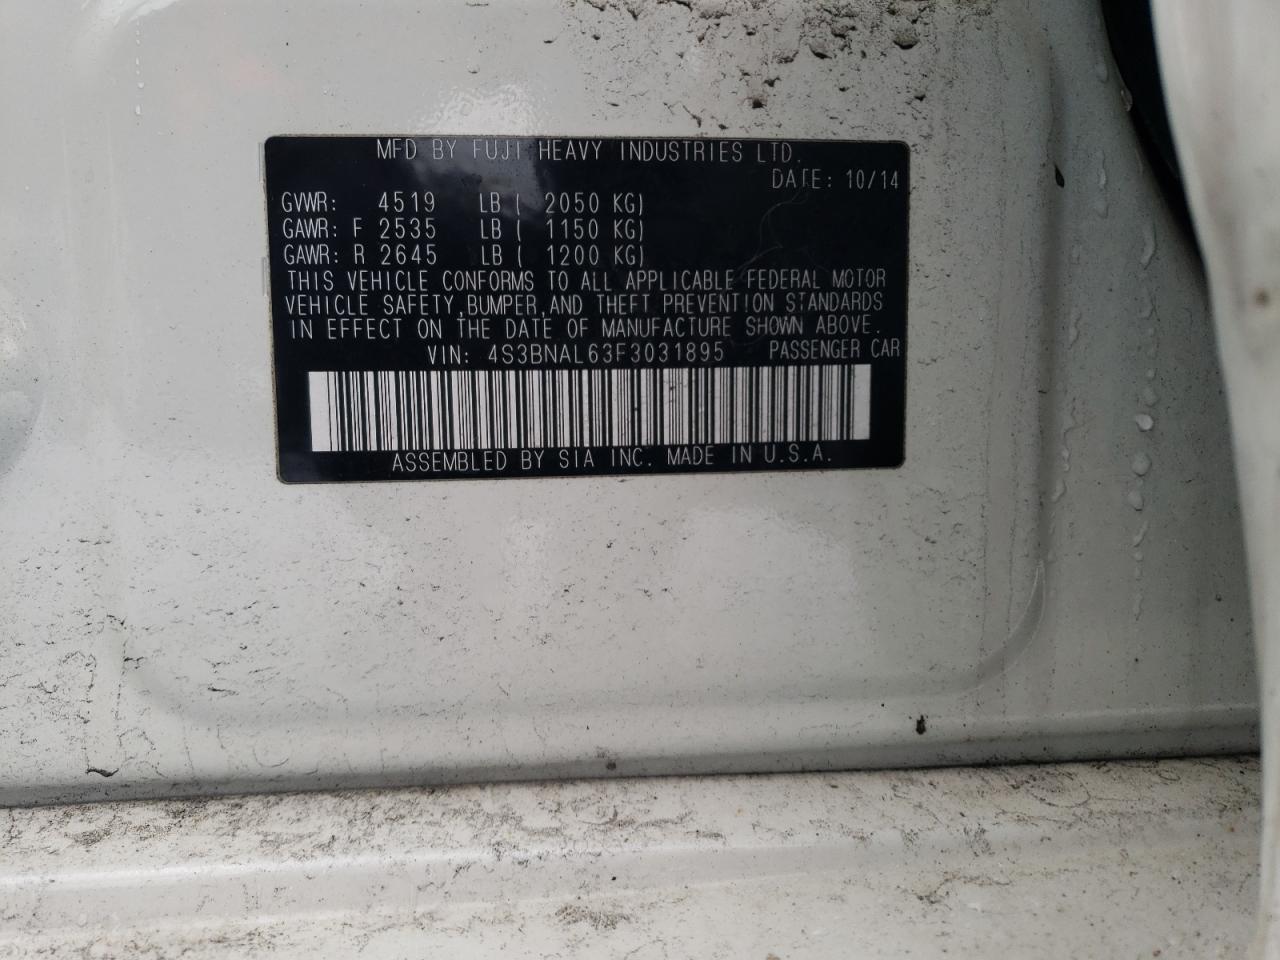 MFD BY FUJI HEAVY INDUSTRIES LTD.
DATE: 10/14
GVWR: 4519 LB ( 2050 KG)
GAWR: F 2535 LB ( 1150 KG)
GAWR: R 2645 LB ( 1200 KG)
THIS VEHICLE CONFORMS TO ALL APPLICABLE FEDERAL MOTOR
VEHICLE SAFETY,BUMPER,AND THEFT PREVENTION STANDARDS
IN EFFECT ON THE DATE OF MANUFACTURE SHOWN ABOVE.
VIN: 4S3BNAL63F3031895 PASSENGER CAR
ASSEMBLED BY SIA INC. MADE IN U.S.A.